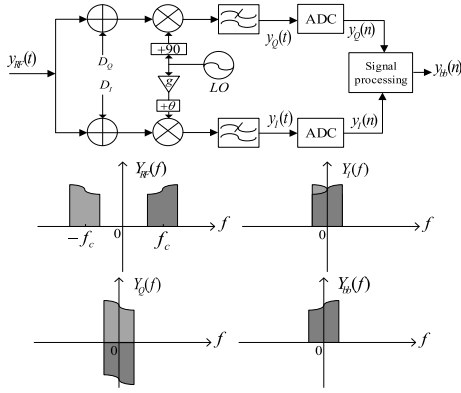 y_Q(t)
ADC
y_Q(n)
y_RF(t)
D_Q
D_I
+90
g
+θ
LO
Signal
processing
y_bb(n)
y_I(t)
ADC
y_I(n)
Y_RF(f)
f
0
-f_c
f_c
Y_I(f)
f
0
Y_Q(f)
f
0
Y_bb(f)
f
0